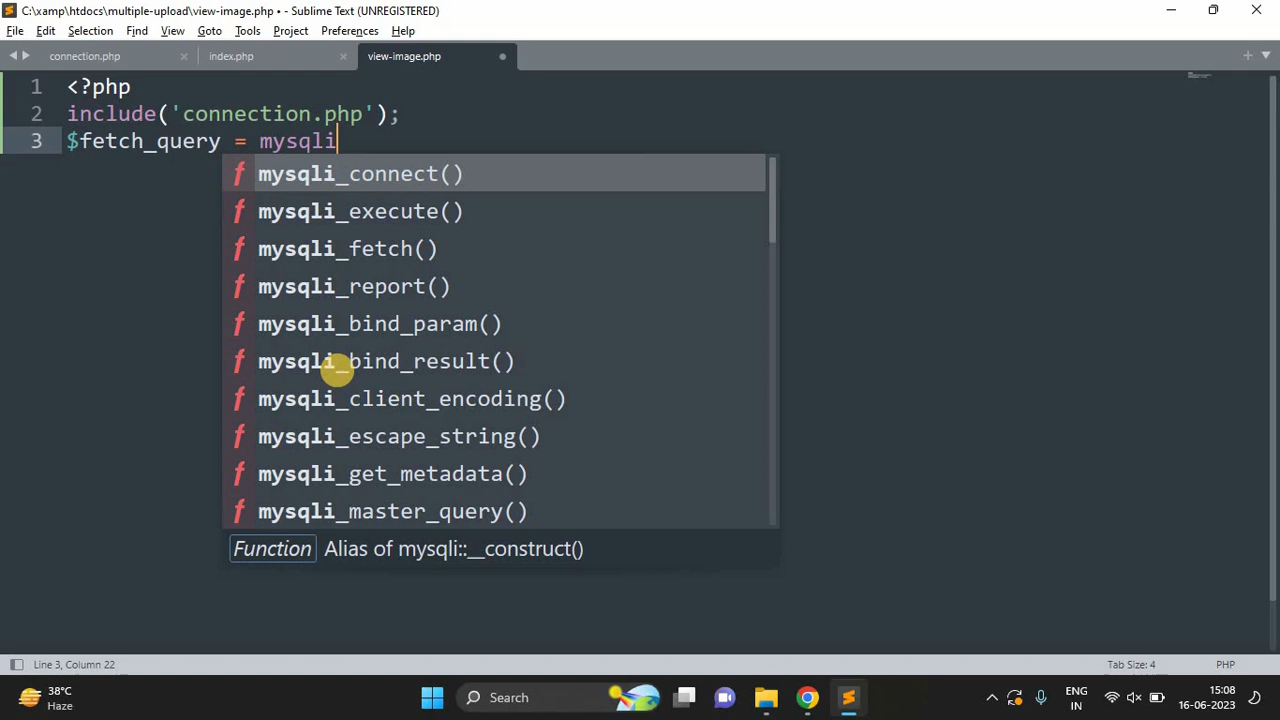 C:\xamp\htdocs\multiple-upload\view-image.php • - Sublime Text (UNREGISTERED)
File Edit Selection Find View Goto Tools Project Preferences Help
connection.php × index.php × view-image.php
1 <?php
2 include('connection.php');
3 $fetch_query = mysqli
f mysqli_connect()
f mysqli_execute()
f mysqli_fetch()
f mysqli_report()
f mysqli_bind_param()
f mysqli_bind_result()
f mysqli_client_encoding()
f mysqli_escape_string()
f mysqli_get_metadata()
f mysqli_master_query()
Function Alias of mysqli::__construct()
Line 3, Column 22 Tab Size: 4 PHP
38°C
Haze
Search
ENG
IN
15:08
16-06-2023